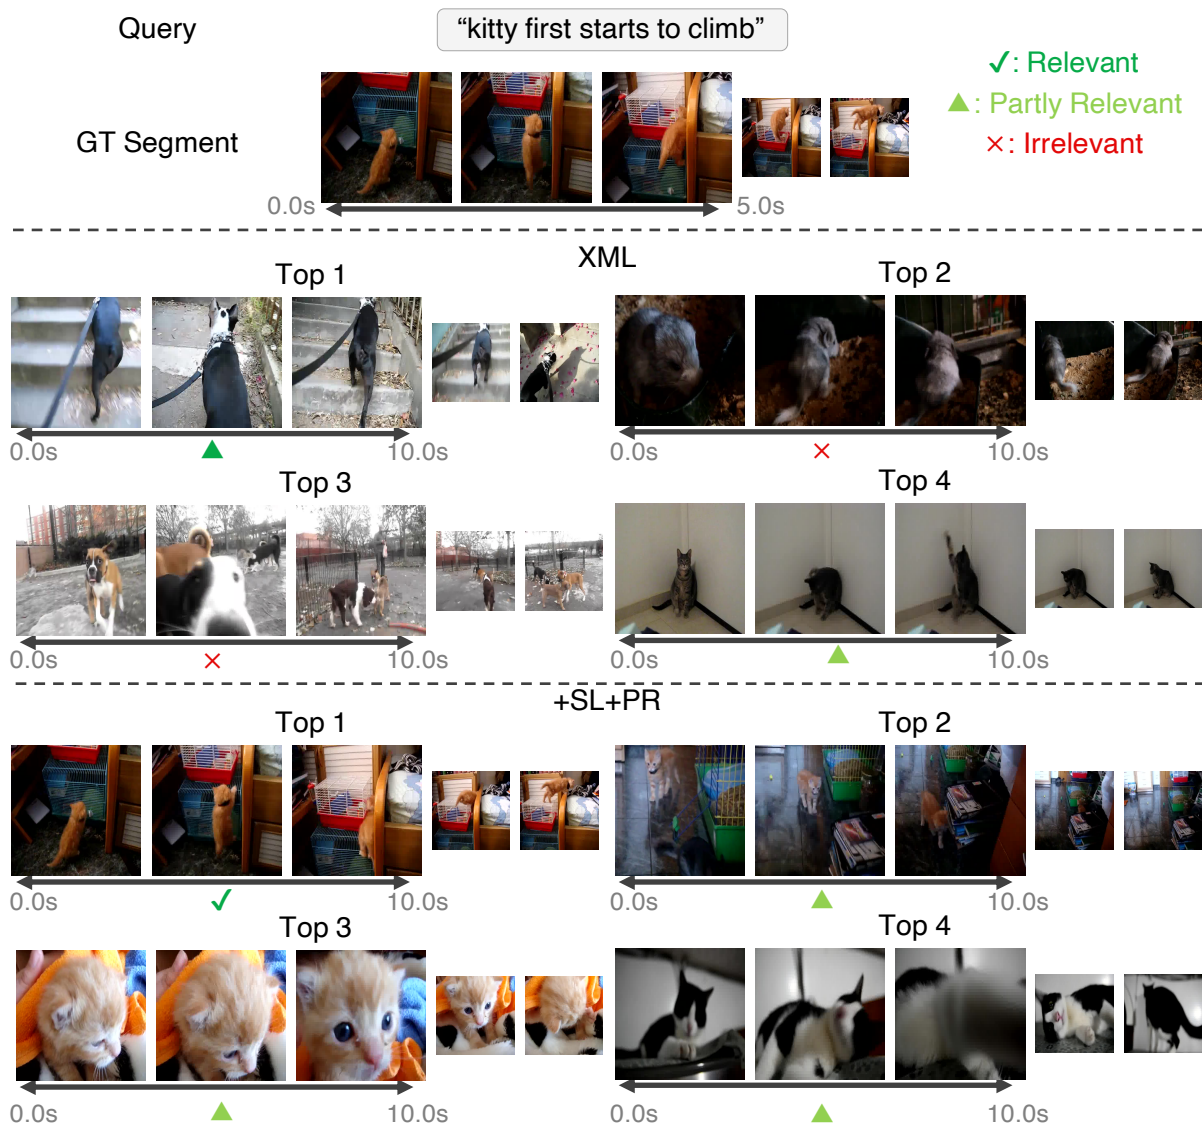 Query
“kitty first starts to climb”
✓: Relevant
▲: Partly Relevant
×: Irrelevant
GT Segment
0.0s
5.0s
XML
Top 1
Top 2
0.0s
10.0s
0.0s
10.0s
Top 3
Top 4
0.0s
10.0s
0.0s
10.0s
+SL+PR
Top 1
Top 2
0.0s
10.0s
0.0s
10.0s
Top 3
Top 4
0.0s
10.0s
0.0s
10.0s